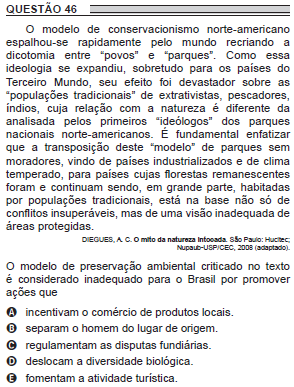 QUESTÃO 46
O modelo de conservacionismo norte-americano
espalhou-se rapidamente pelo mundo recriando a
dicotomia entre “povos” e “parques”. Como essa
ideologia se expandiu, sobretudo para os países do
Terceiro Mundo, seu efeito foi devastador sobre as
“populações tradicionais” de extrativistas, pescadores,
índios, cuja relação com a natureza é diferente da
analisada pelos primeiros “ideólogos” dos parques
nacionais norte-americanos. É fundamental enfatizar
que a transposição deste “modelo” de parques sem
moradores, vindo de países industrializados e de clima
temperado, para países cujas florestas remanescentes
foram e continuam sendo, em grande parte, habitadas
por populações tradicionais, está na base não só de
conflitos insuperáveis, mas de uma visão inadequada de
áreas protegidas.
DIEGUES, A. C. O mito da natureza intocada. São Paulo: Hucitec;
Nupaub-USP/CEC, 2008 (adaptado).
O modelo de preservação ambiental criticado no texto
é considerado inadequado para o Brasil por promover
ações que
A incentivam o comércio de produtos locais.
B separam o homem do lugar de origem.
C regulamentam as disputas fundiárias.
D deslocam a diversidade biológica.
E fomentam a atividade turística.